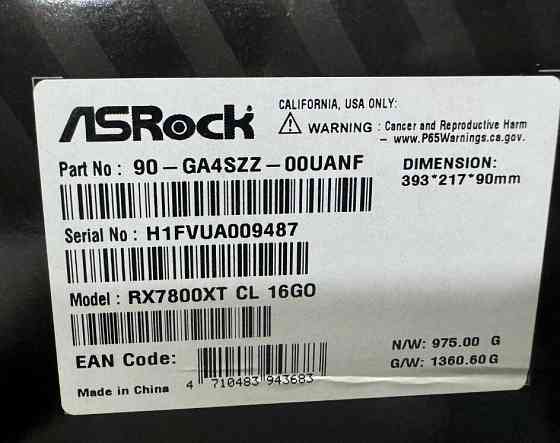 ASRock
CALIFORNIA, USA ONLY:
⚠ WARNING : Cancer and Reproductive Harm
– www.P65Warnings.ca.gov.
Part No : 90-GA4SZZ-00UANF
DIMENSION:
393*217*90mm
Serial No : H1FVUA009487
Model : RX7800XT CL 16GO
EAN Code:
4 710483 943683
Made in China
N/W: 975.00 G
G/W: 1360.60 G